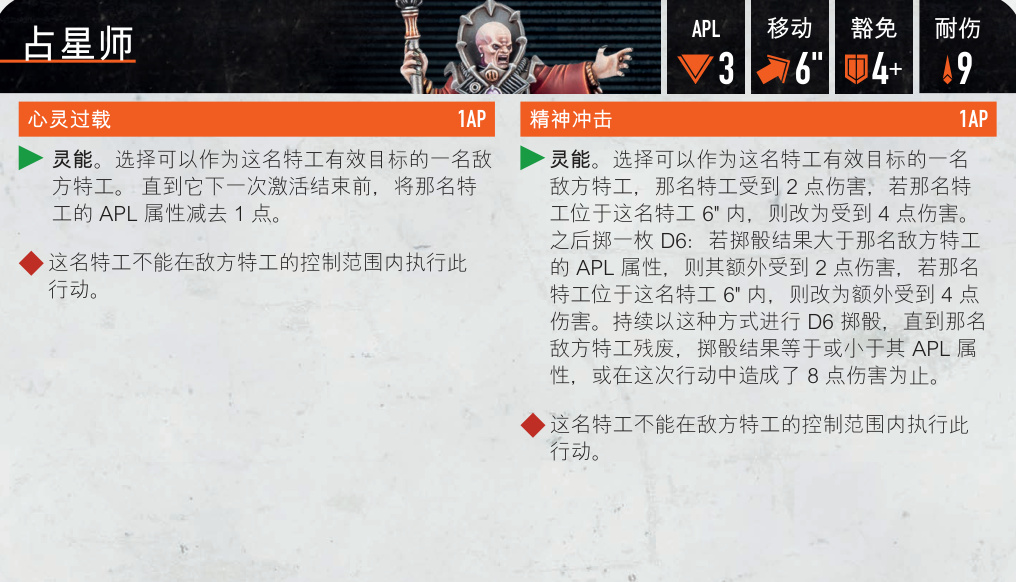 占星师
APL
3
移动
6"
豁免
4+
耐伤
9
心灵过载 1AP
灵能。选择可以作为这名特工有效目标的一名敌
方特工。 直到它下一次激活结束前，将那名特
工的 APL 属性减去 1 点。
这名特工不能在敌方特工的控制范围内执行此
行动。
精神冲击 1AP
灵能。选择可以作为这名特工有效目标的一名
敌方特工，那名特工受到 2 点伤害，若那名特
工位于这名特工 6" 内，则改为受到 4 点伤害。
之后掷一枚 D6：若掷骰结果大于那名敌方特工
的 APL 属性，则其额外受到 2 点伤害，若那名
特工位于这名特工 6" 内，则改为额外受到 4 点
伤害。持续以这种方式进行 D6 掷骰，直到那名
敌方特工残废，掷骰结果等于或小于其 APL 属
性，或在这次行动中造成了 8 点伤害为止。
这名特工不能在敌方特工的控制范围内执行此
行动。